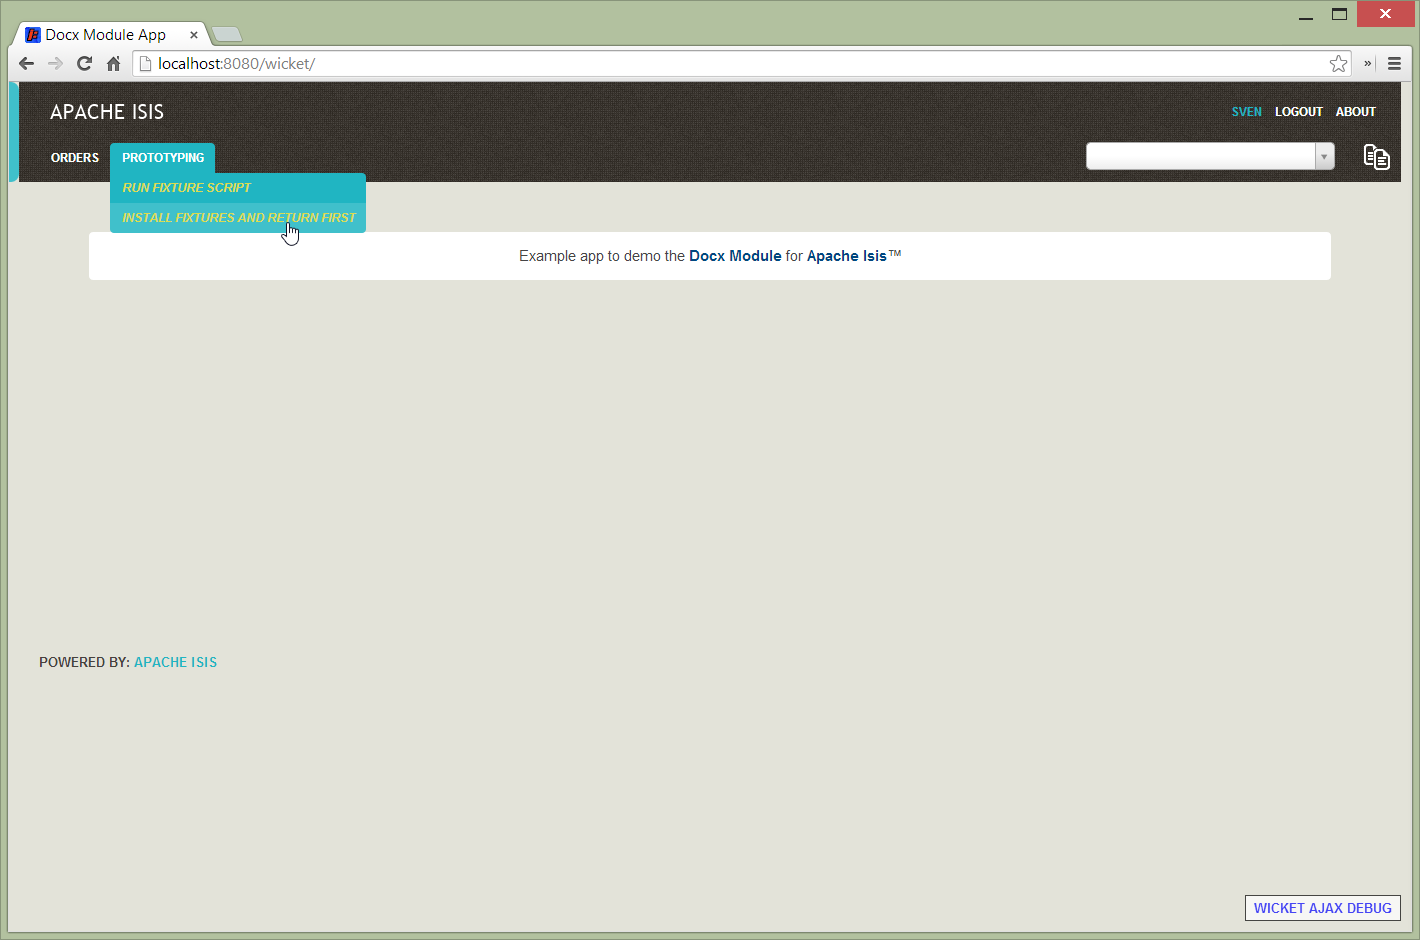 Docx Module App
localhost:8080/wicket/
APACHE ISIS
SVEN LOGOUT ABOUT
ORDERS PROTOTYPING
RUN FIXTURE SCRIPT
INSTALL FIXTURES AND RETURN FIRST
Example app to demo the Docx Module for Apache Isis™
POWERED BY: APACHE ISIS
WICKET AJAX DEBUG